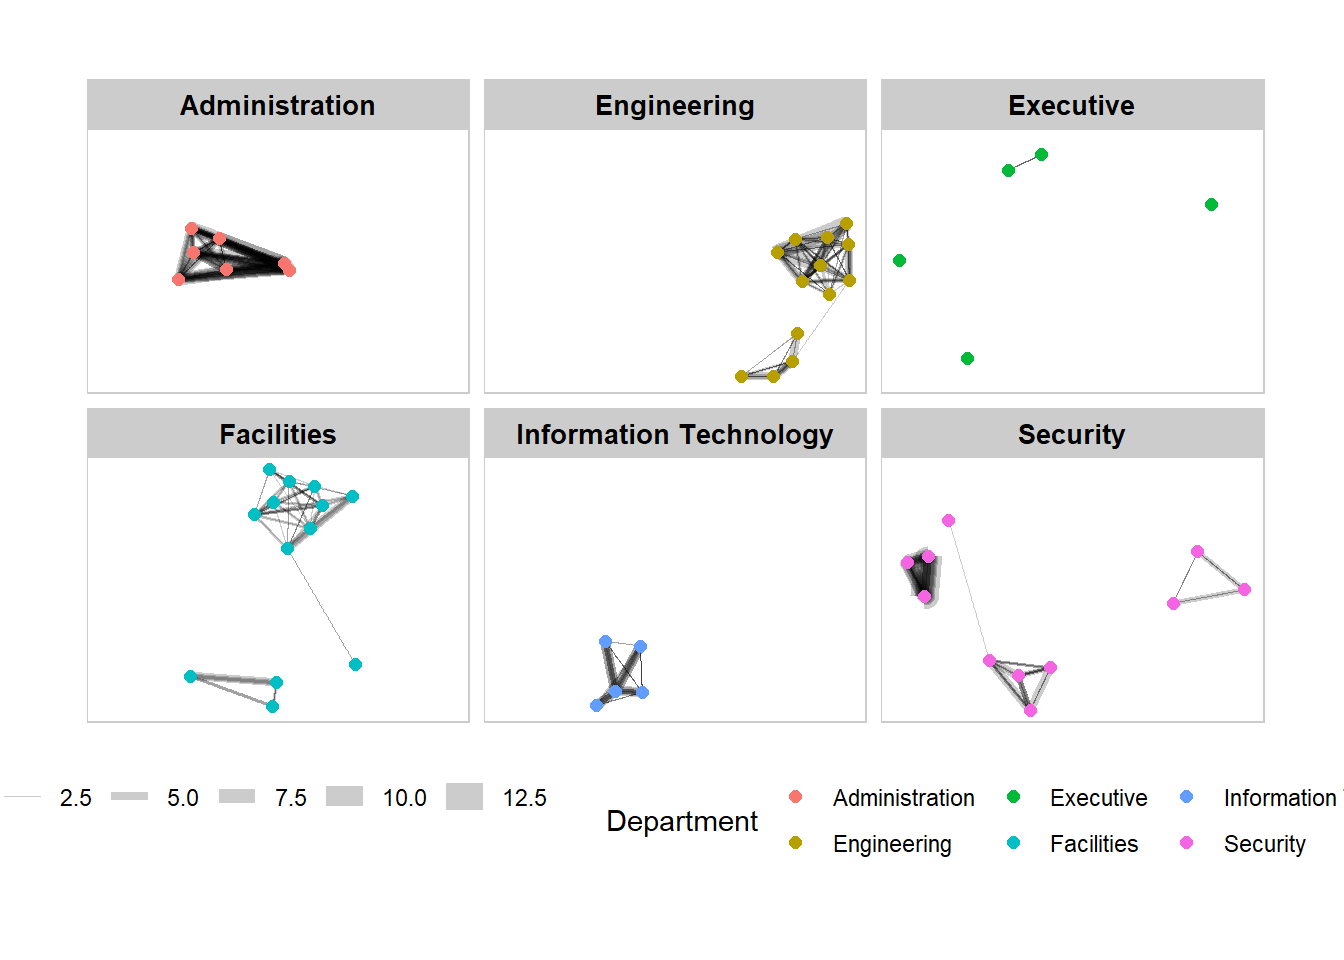 Administration
Engineering
Executive
Facilities
Information Technology
Security
2.5
5.0
7.5
10.0
12.5
Department
Administration
Executive
Information
Engineering
Facilities
Security